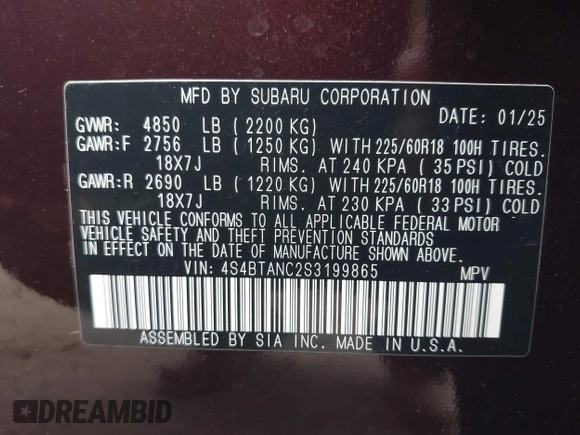 MFD BY SUBARU CORPORATION
DATE: 01/25
GVWR: 4850 LB ( 2200 KG)
GAWR:F 2756 LB ( 1250 KG) WITH 225/60R18 100H TIRES.
18X7J RIMS. AT 240 KPA ( 35 PSI) COLD
GAWR:R 2690 LB ( 1220 KG) WITH 225/60R18 100H TIRES.
18X7J RIMS. AT 230 KPA ( 33 PSI) COLD
THIS VEHICLE CONFORMS TO ALL APPLICABLE FEDERAL MOTOR
VEHICLE SAFETY AND THEFT PREVENTION STANDARDS
IN EFFECT ON THE DATE OF MANUFACTURE SHOWN ABOVE.
VIN: 4S4BTANC2S3199865 MPV
ASSEMBLED BY SIA INC. MADE IN U.S.A.
DREAMBID